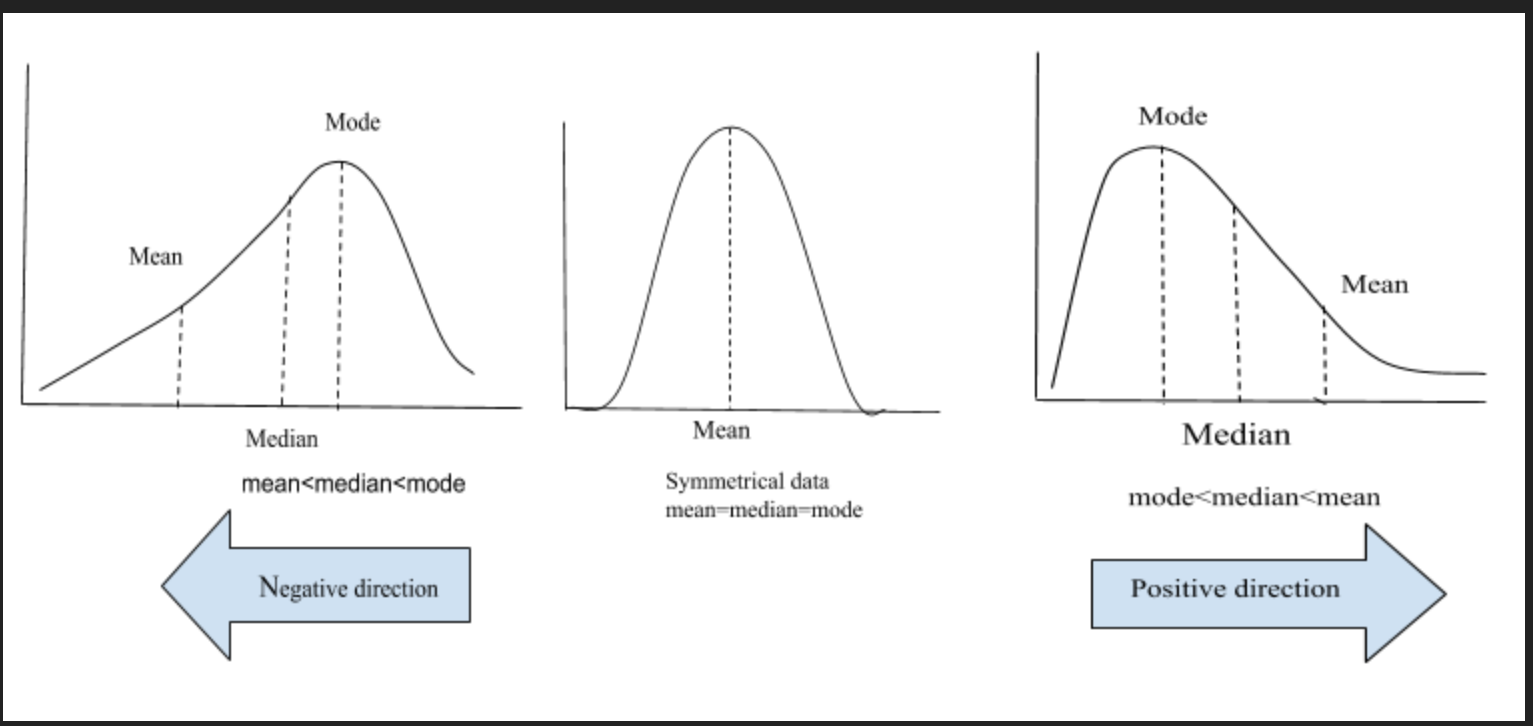 Mode
Mean
Median
mean<median<mode
Negative direction
Mean
Symmetrical data
mean=median=mode
Mode
Mean
Median
mode<median<mean
Positive direction